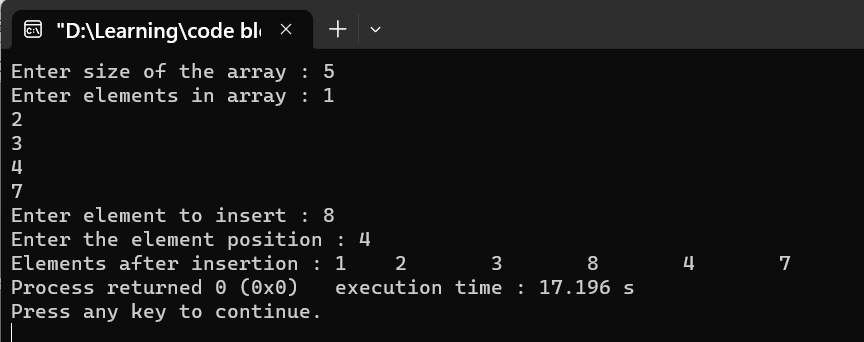 "D:\Learning\code blo
Enter size of the array : 5
Enter elements in array : 1
2
3
4
7
Enter element to insert : 8
Enter the element position : 4
Elements after insertion : 1    2       3       8       4       7
Process returned 0 (0x0)   execution time : 17.196 s
Press any key to continue.